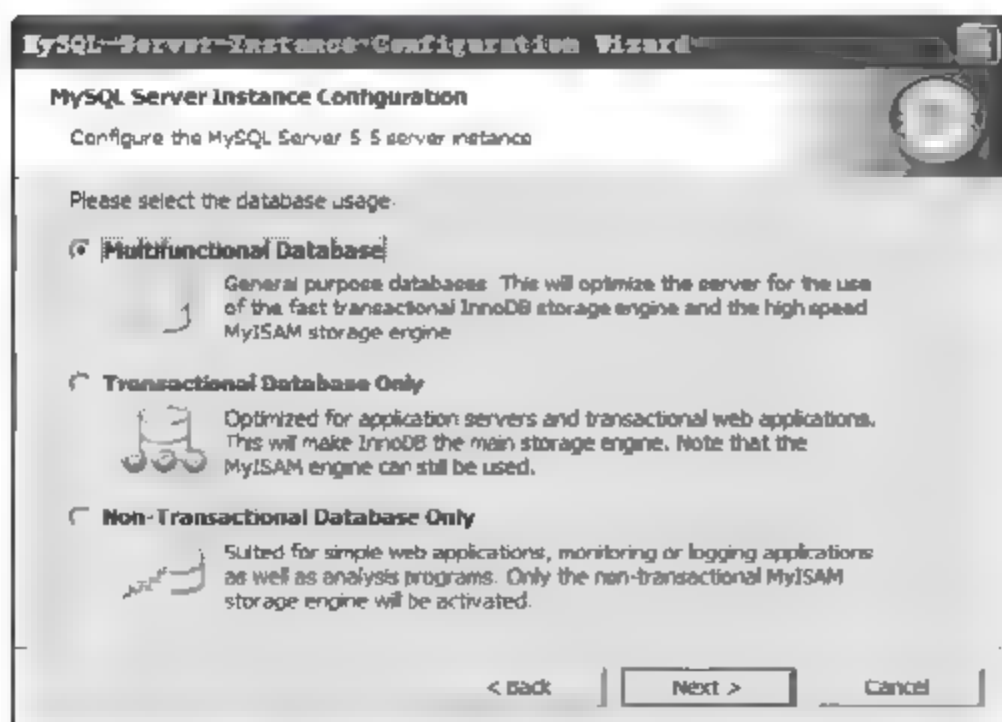 MySQL Server Instance Configuration Wizard
MySQL Server Instance Configuration
Configure the MySQL Server 5.5 server instance
Please select the database usage.
Multifunctional Database
General purpose databases. This will optimize the server for the use
of the fast transactional InnoDB storage engine and the high speed
MyISAM storage engine
Transactional Database Only
Optimized for application servers and transactional web applications.
This will make InnoDB the main storage engine. Note that the
MyISAM engine can still be used.
Non-Transactional Database Only
Suited for simple web applications, monitoring or logging applications
as well as analysis programs. Only the non-transactional MyISAM
storage engine will be activated.
< Back
Next >
Cancel